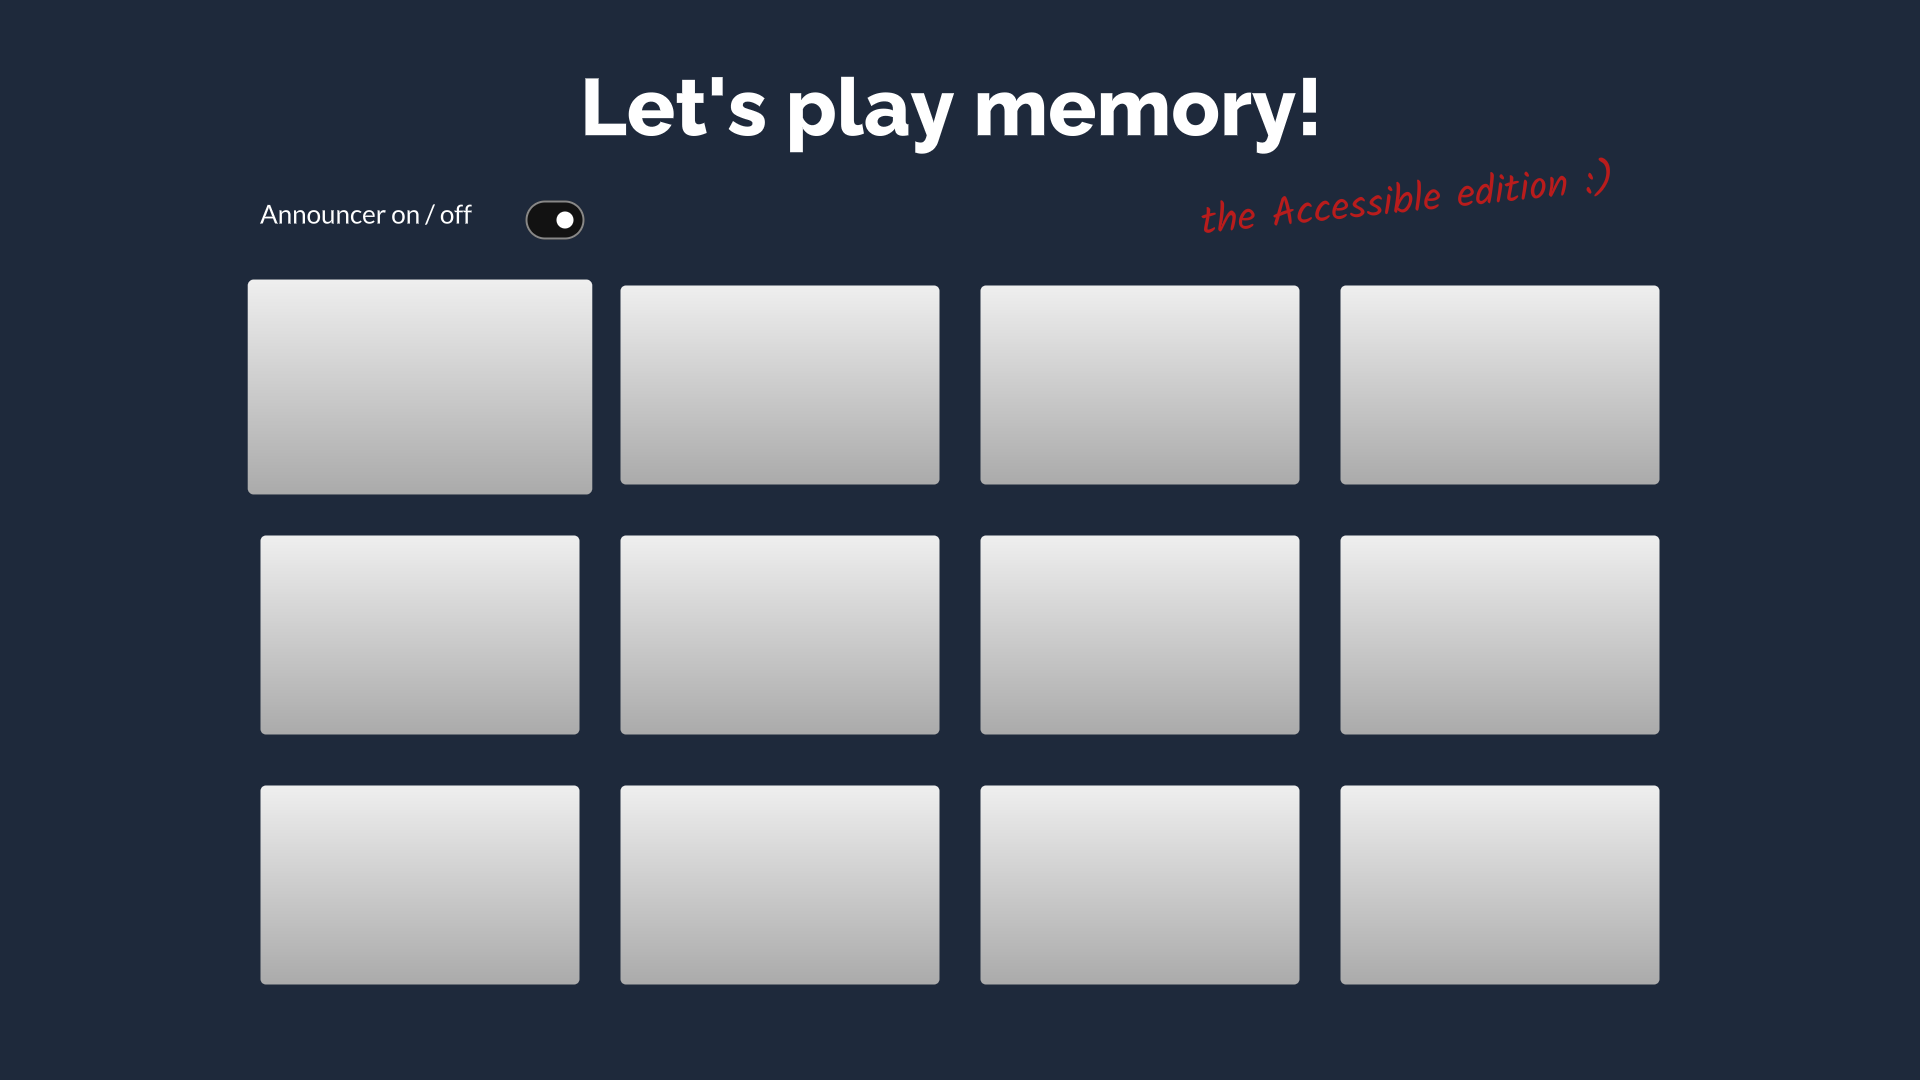 Let's play memory!
the Accessible edition :)
Announcer on / off